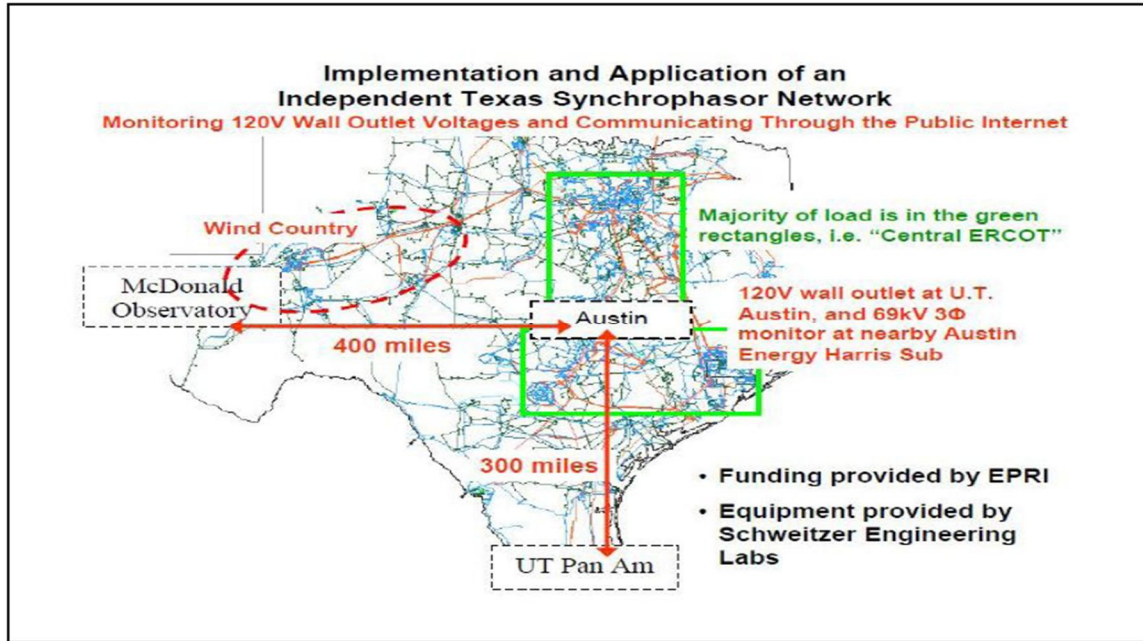 Implementation and Application of an
Independent Texas Synchrophasor Network
Monitoring 120V Wall Outlet Voltages and Communicating Through the Public Internet
Wind Country
Majority of load is in the green
rectangles, i.e. “Central ERCOT”
McDonald
Observatory
Austin
120V wall outlet at U.T.
Austin, and 69kV 3Φ
monitor at nearby Austin
Energy Harris Sub
400 miles
300 miles
• Funding provided by EPRI
• Equipment provided by
Schweitzer Engineering
Labs
UT Pan Am